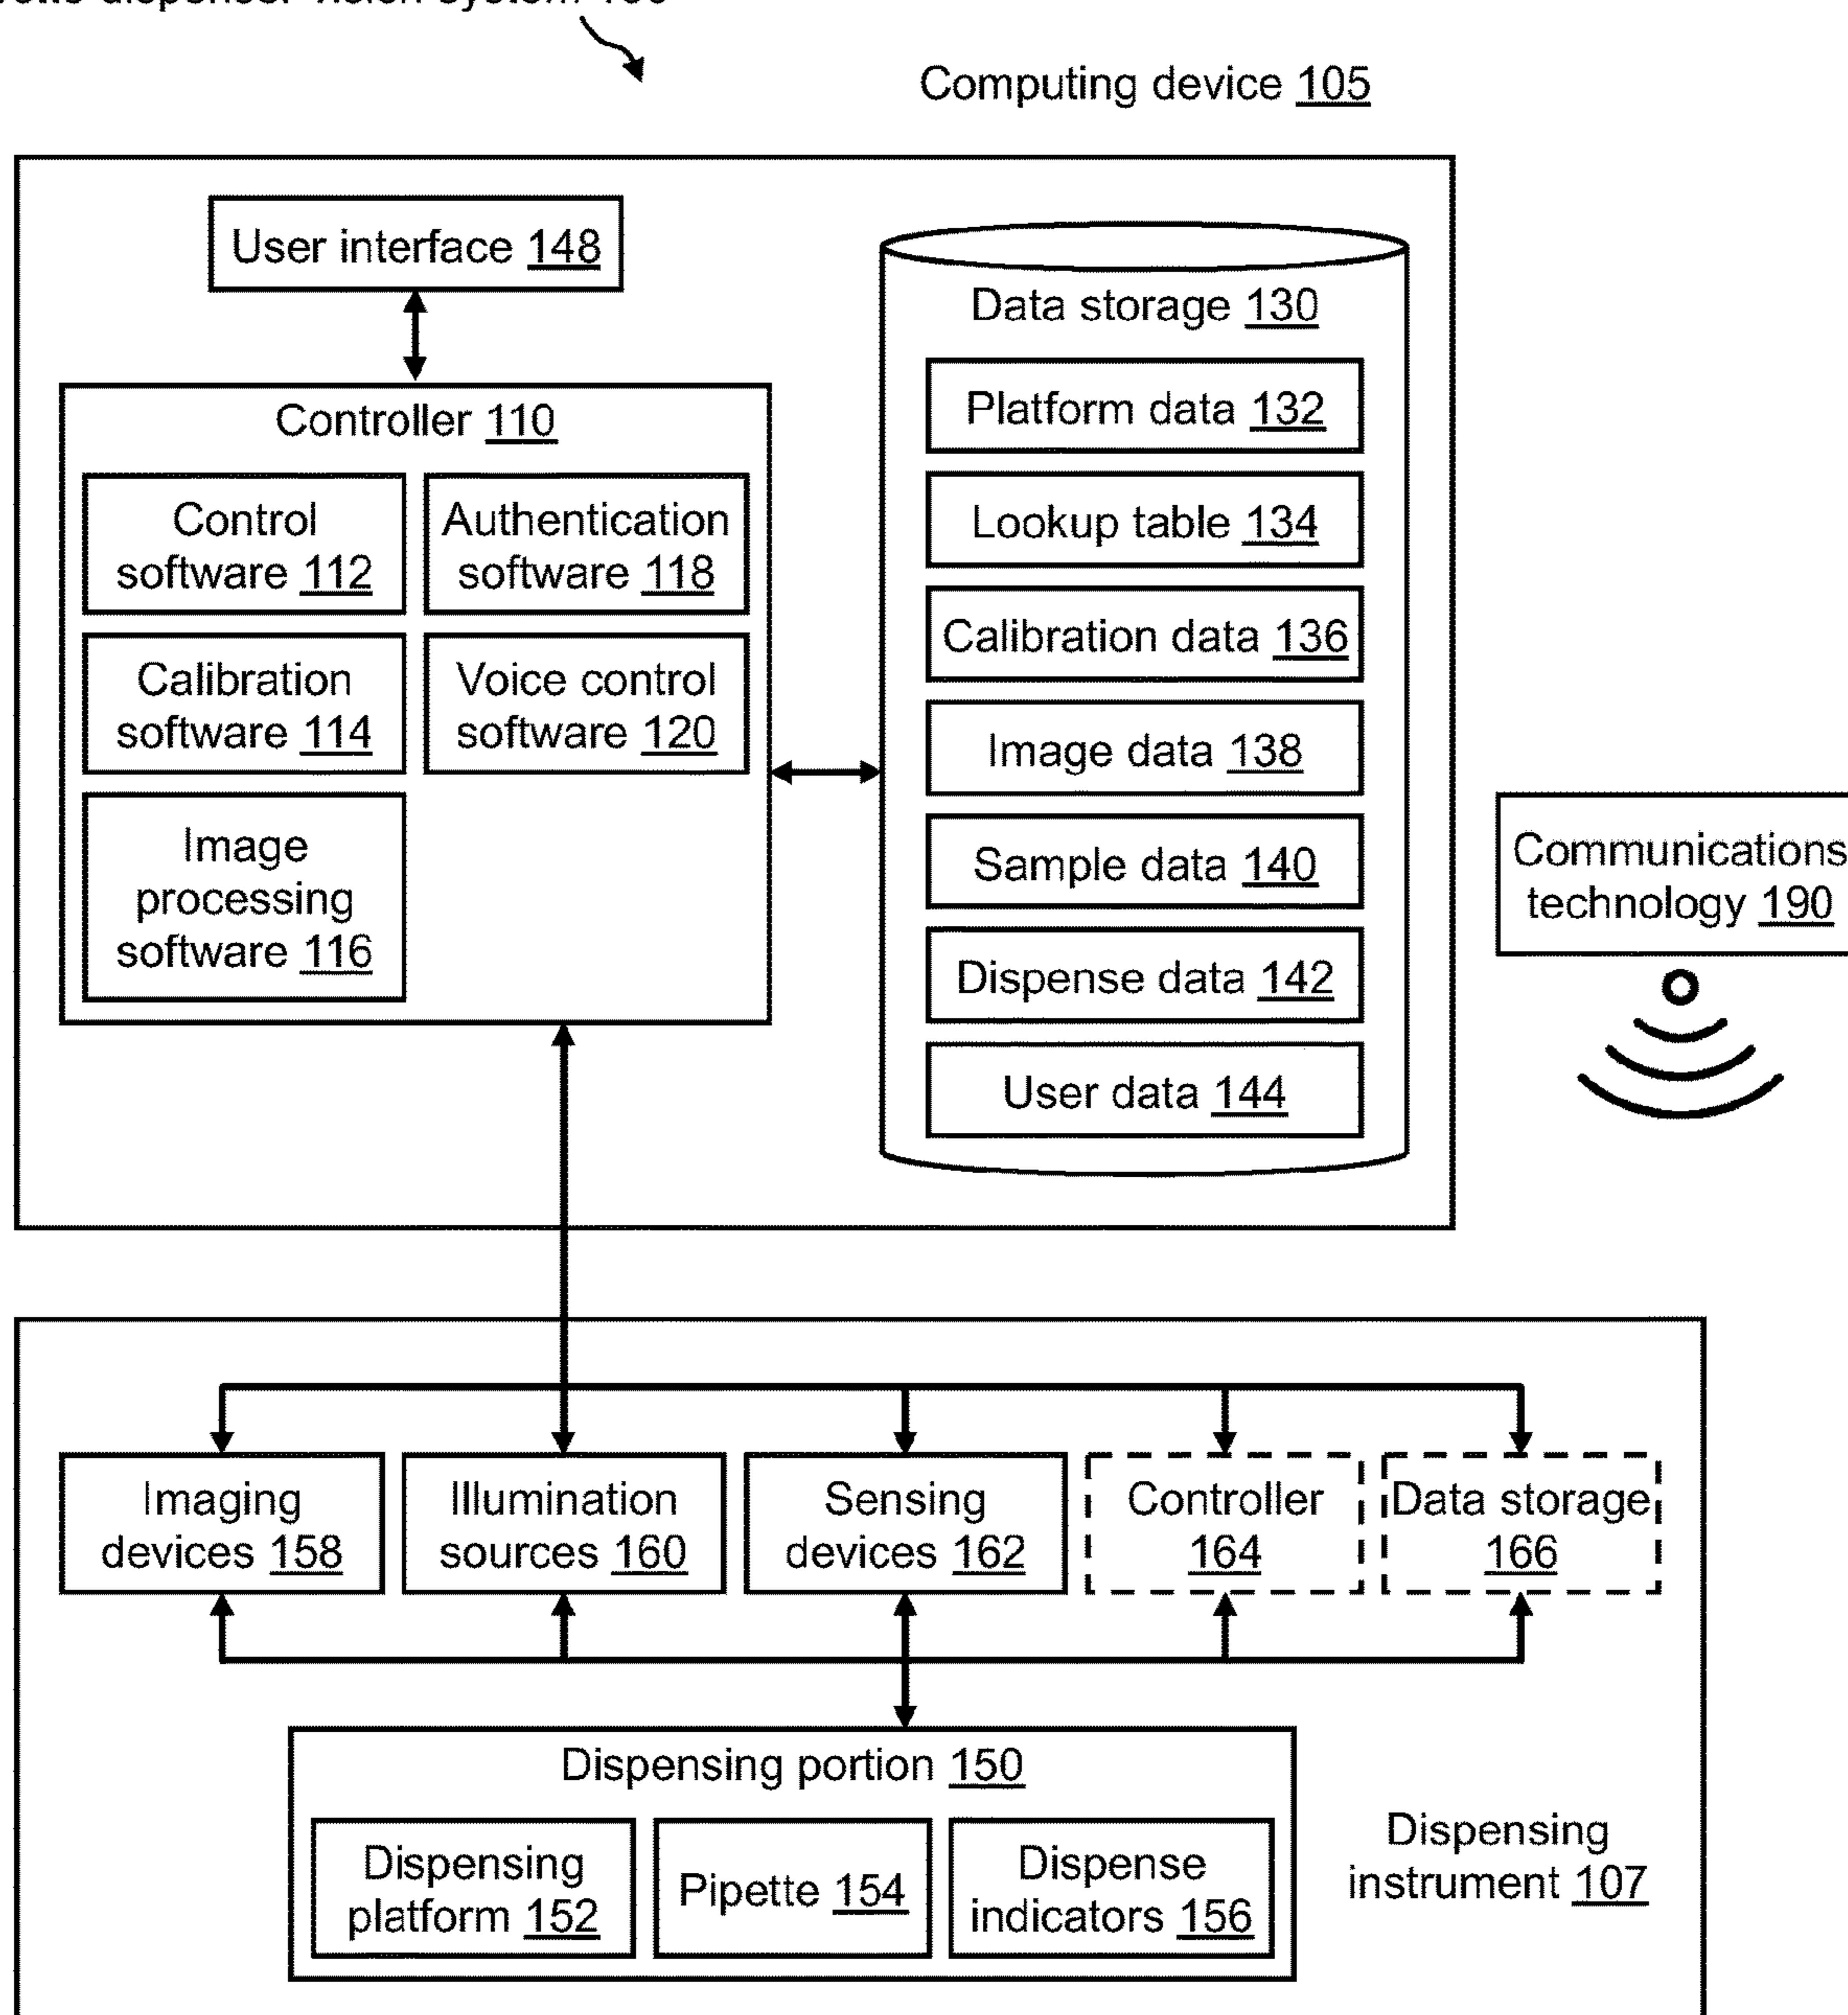 Computing device 105
User interface 148
Controller 110
Control
software 112
Authentication
software 118
Calibration
software 114
Voice control
software 120
Image
processing
software 116
Data storage 130
Platform data 132
Lookup table 134
Calibration data 136
Image data 138
Sample data 140
Dispense data 142
User data 144
Communications
technology 190
Imaging
devices 158
Illumination
sources 160
Sensing
devices 162
Controller
164
Data storage
166
Dispensing portion 150
Dispensing
platform 152
Pipette 154
Dispense
indicators 156
Dispensing
instrument 107